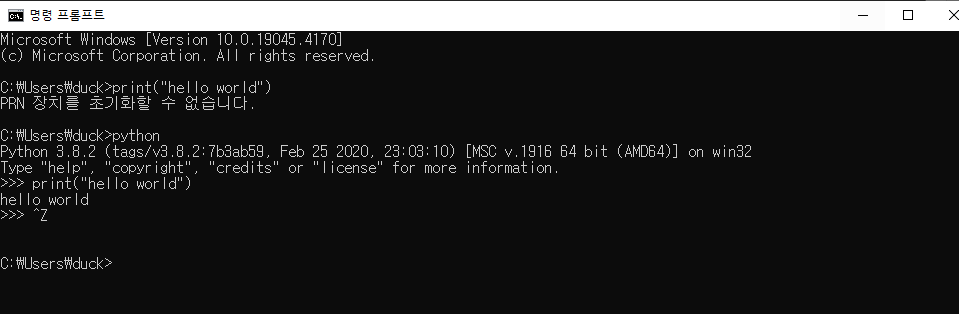 명령 프롬프트
Microsoft Windows [Version 10.0.19045.4170]
(c) Microsoft Corporation. All rights reserved.
C:₩Users₩duck>print("hello world")
PRN 장치를 초기화할 수 없습니다.
C:₩Users₩duck>python
Python 3.8.2 (tags/v3.8.2:7b3ab59, Feb 25 2020, 23:03:10) [MSC v.1916 64 bit (AMD64)] on win32
Type "help", "copyright", "credits" or "license" for more information.
>>> print("hello world")
hello world
>>> ^Z
C:₩Users₩duck>